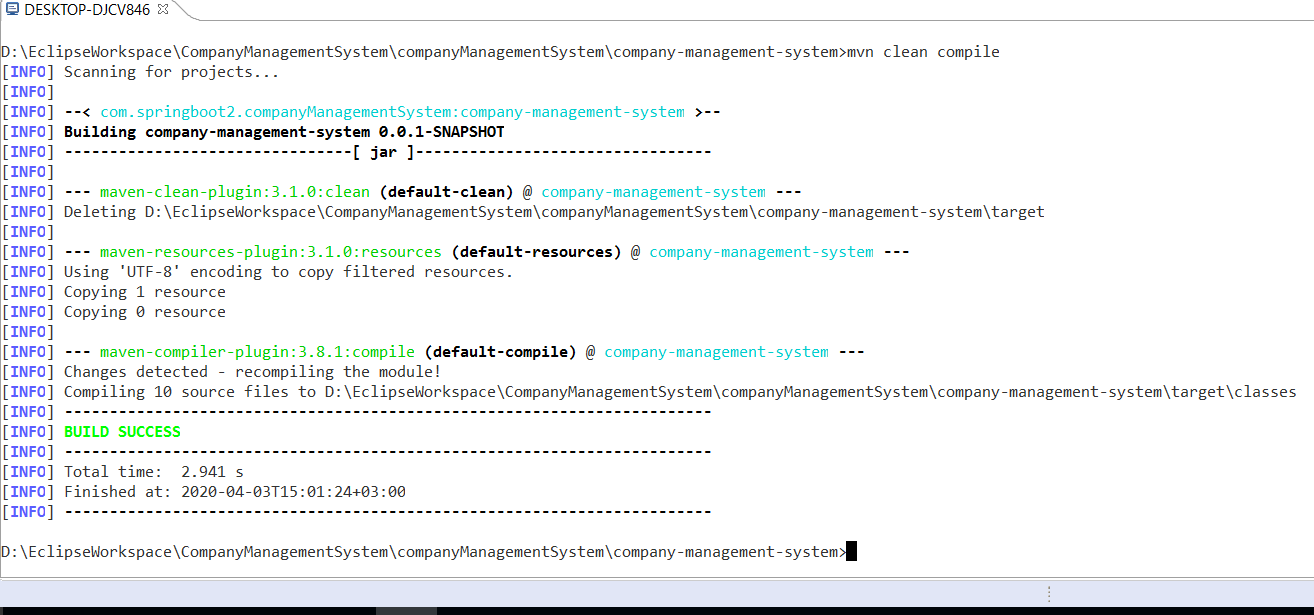 DESKTOP-DJCV846
D:\EclipseWorkspace\CompanyManagementSystem\companyManagementSystem\company-management-system>mvn clean compile
[INFO] Scanning for projects...
[INFO]
[INFO] --< com.springboot2.companyManagementSystem:company-management-system >--
[INFO] Building company-management-system 0.0.1-SNAPSHOT
[INFO] --------------------------------[ jar ]---------------------------------
[INFO]
[INFO] --- maven-clean-plugin:3.1.0:clean (default-clean) @ company-management-system ---
[INFO] Deleting D:\EclipseWorkspace\CompanyManagementSystem\companyManagementSystem\company-management-system\target
[INFO]
[INFO] --- maven-resources-plugin:3.1.0:resources (default-resources) @ company-management-system ---
[INFO] Using 'UTF-8' encoding to copy filtered resources.
[INFO] Copying 1 resource
[INFO] Copying 0 resource
[INFO]
[INFO] --- maven-compiler-plugin:3.8.1:compile (default-compile) @ company-management-system ---
[INFO] Changes detected - recompiling the module!
[INFO] Compiling 10 source files to D:\EclipseWorkspace\CompanyManagementSystem\companyManagementSystem\company-management-system\target\classes
[INFO] ------------------------------------------------------------------------
[INFO] BUILD SUCCESS
[INFO] ------------------------------------------------------------------------
[INFO] Total time:  2.941 s
[INFO] Finished at: 2020-04-03T15:01:24+03:00
[INFO] ------------------------------------------------------------------------
D:\EclipseWorkspace\CompanyManagementSystem\companyManagementSystem\company-management-system>